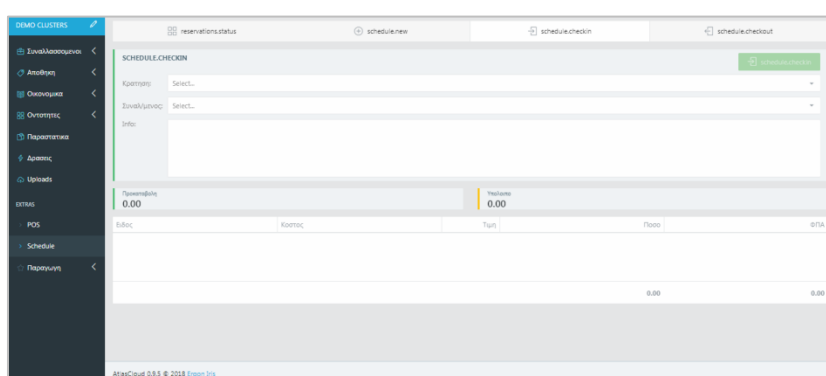 DEMO CLUSTERS
reservations.status
schedule.new
schedule.checkin
schedule.checkout
Συναλλασσομενοι
Αποθηκη
Οικονομικα
Οντοτητες
Παραστατικα
Δρασεις
Uploads
EXTRAS
POS
Schedule
Παραγωγη
SCHEDULE.CHECKIN
schedule.checkin
Κρατηση: Select...
Συναλ/μενος: Select...
Info:
Προκαταβολη
0.00
Υπολοιπο
0.00
Ειδος Κοστος Τιμη Ποσο ΦΠΑ
0.00 0.00
AtlasCloud 0.9.5 © 2018 Ergon Iris